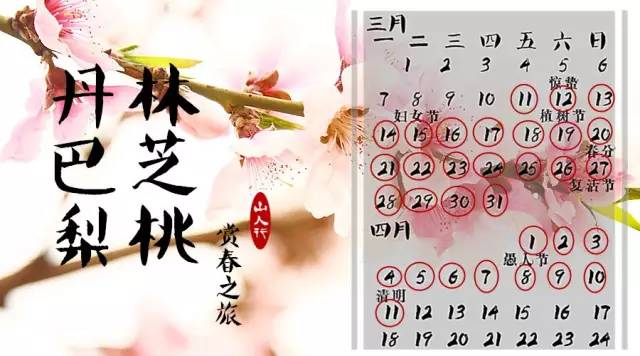 林芝桃
丹巴梨
山人行
赏春之旅
三月
一 二 三 四 五 六 日
1 2 3 4 5 6
惊蛰
7 8 9 10 11 12 13
妇女节 植树节
14 15 16 17 18 19 20
春分
21 22 23 24 25 26 27
复活节
28 29 30 31
四月
1 2 3
愚人节
4 5 6 7 8 9 10
清明
11 12 13 14 15 16 17
18 19 20 21 22 23 24